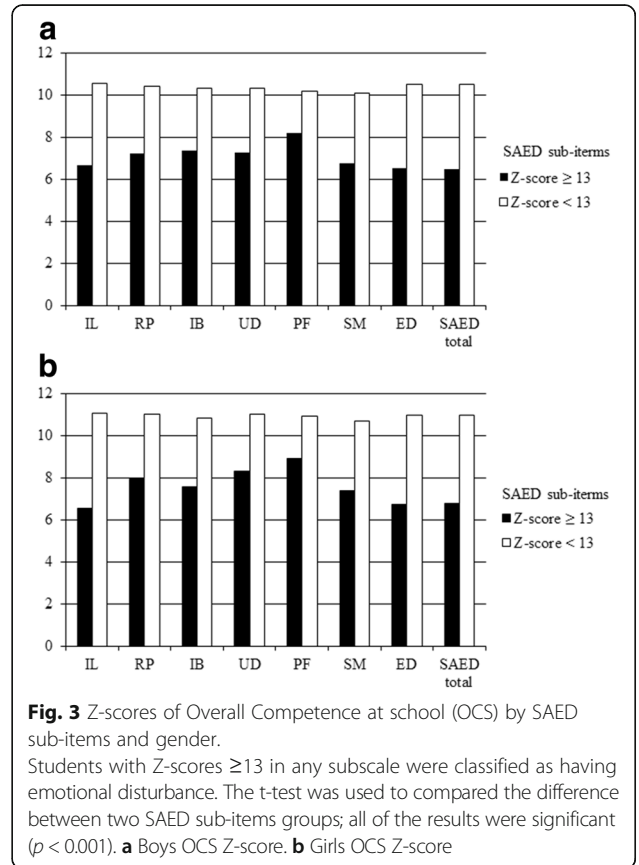 a
12
10
8
6
4
2
0
IL RP IB UD PF SM ED SAED
total
SAED sub-iterms
Z-score ≥ 13
Z-score < 13
b
12
10
8
6
4
2
0
IL RP IB UD PF SM ED SAED
total
SAED sub-iterms
Z-score ≥ 13
Z-score < 13
Fig. 3 Z-scores of Overall Competence at school (OCS) by SAED
sub-items and gender.
Students with Z-scores ≥13 in any subscale were classified as having
emotional disturbance. The t-test was used to compared the difference
between two SAED sub-items groups; all of the results were significant
(p < 0.001). a Boys OCS Z-score. b Girls OCS Z-score